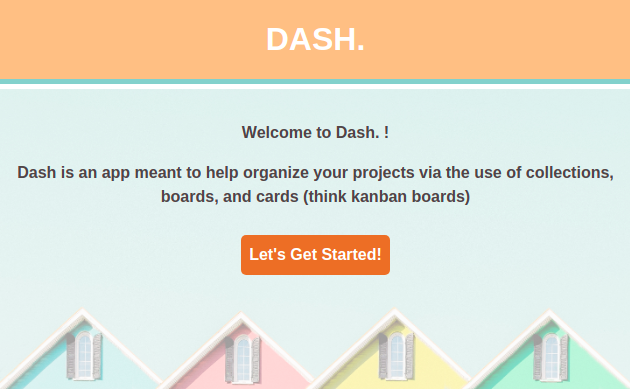 DASH.
Welcome to Dash. !
Dash is an app meant to help organize your projects via the use of collections,
boards, and cards (think kanban boards)
Let's Get Started!